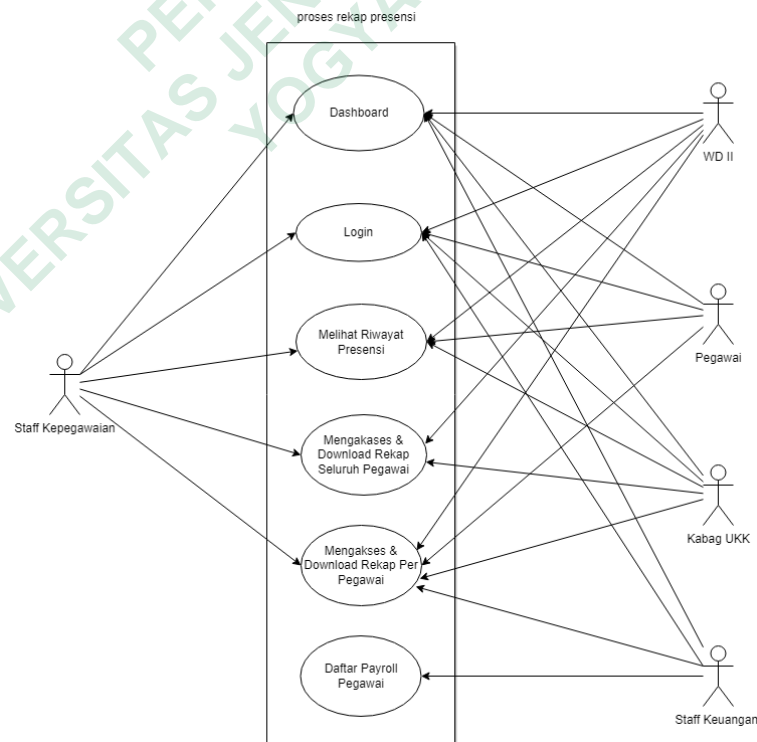 proses rekap presensi
Dashboard
WD II
Login
Melihat Riwayat
Presensi
Pegawai
Staff Kepegawaian
Mengakases &
Download Rekap
Seluruh Pegawai
Kabag UKK
Mengakses &
Download Rekap Per
Pegawai
Daftar Payroll
Pegawai
Staff Keuangan